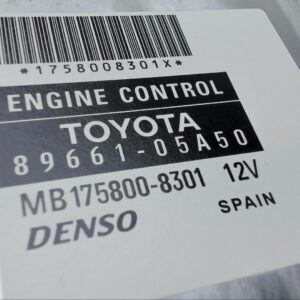 *1758008301X*
ENGINE CONTROL
TOYOTA
89661-05A50
MB175800-8301 12V
DENSO SPAIN